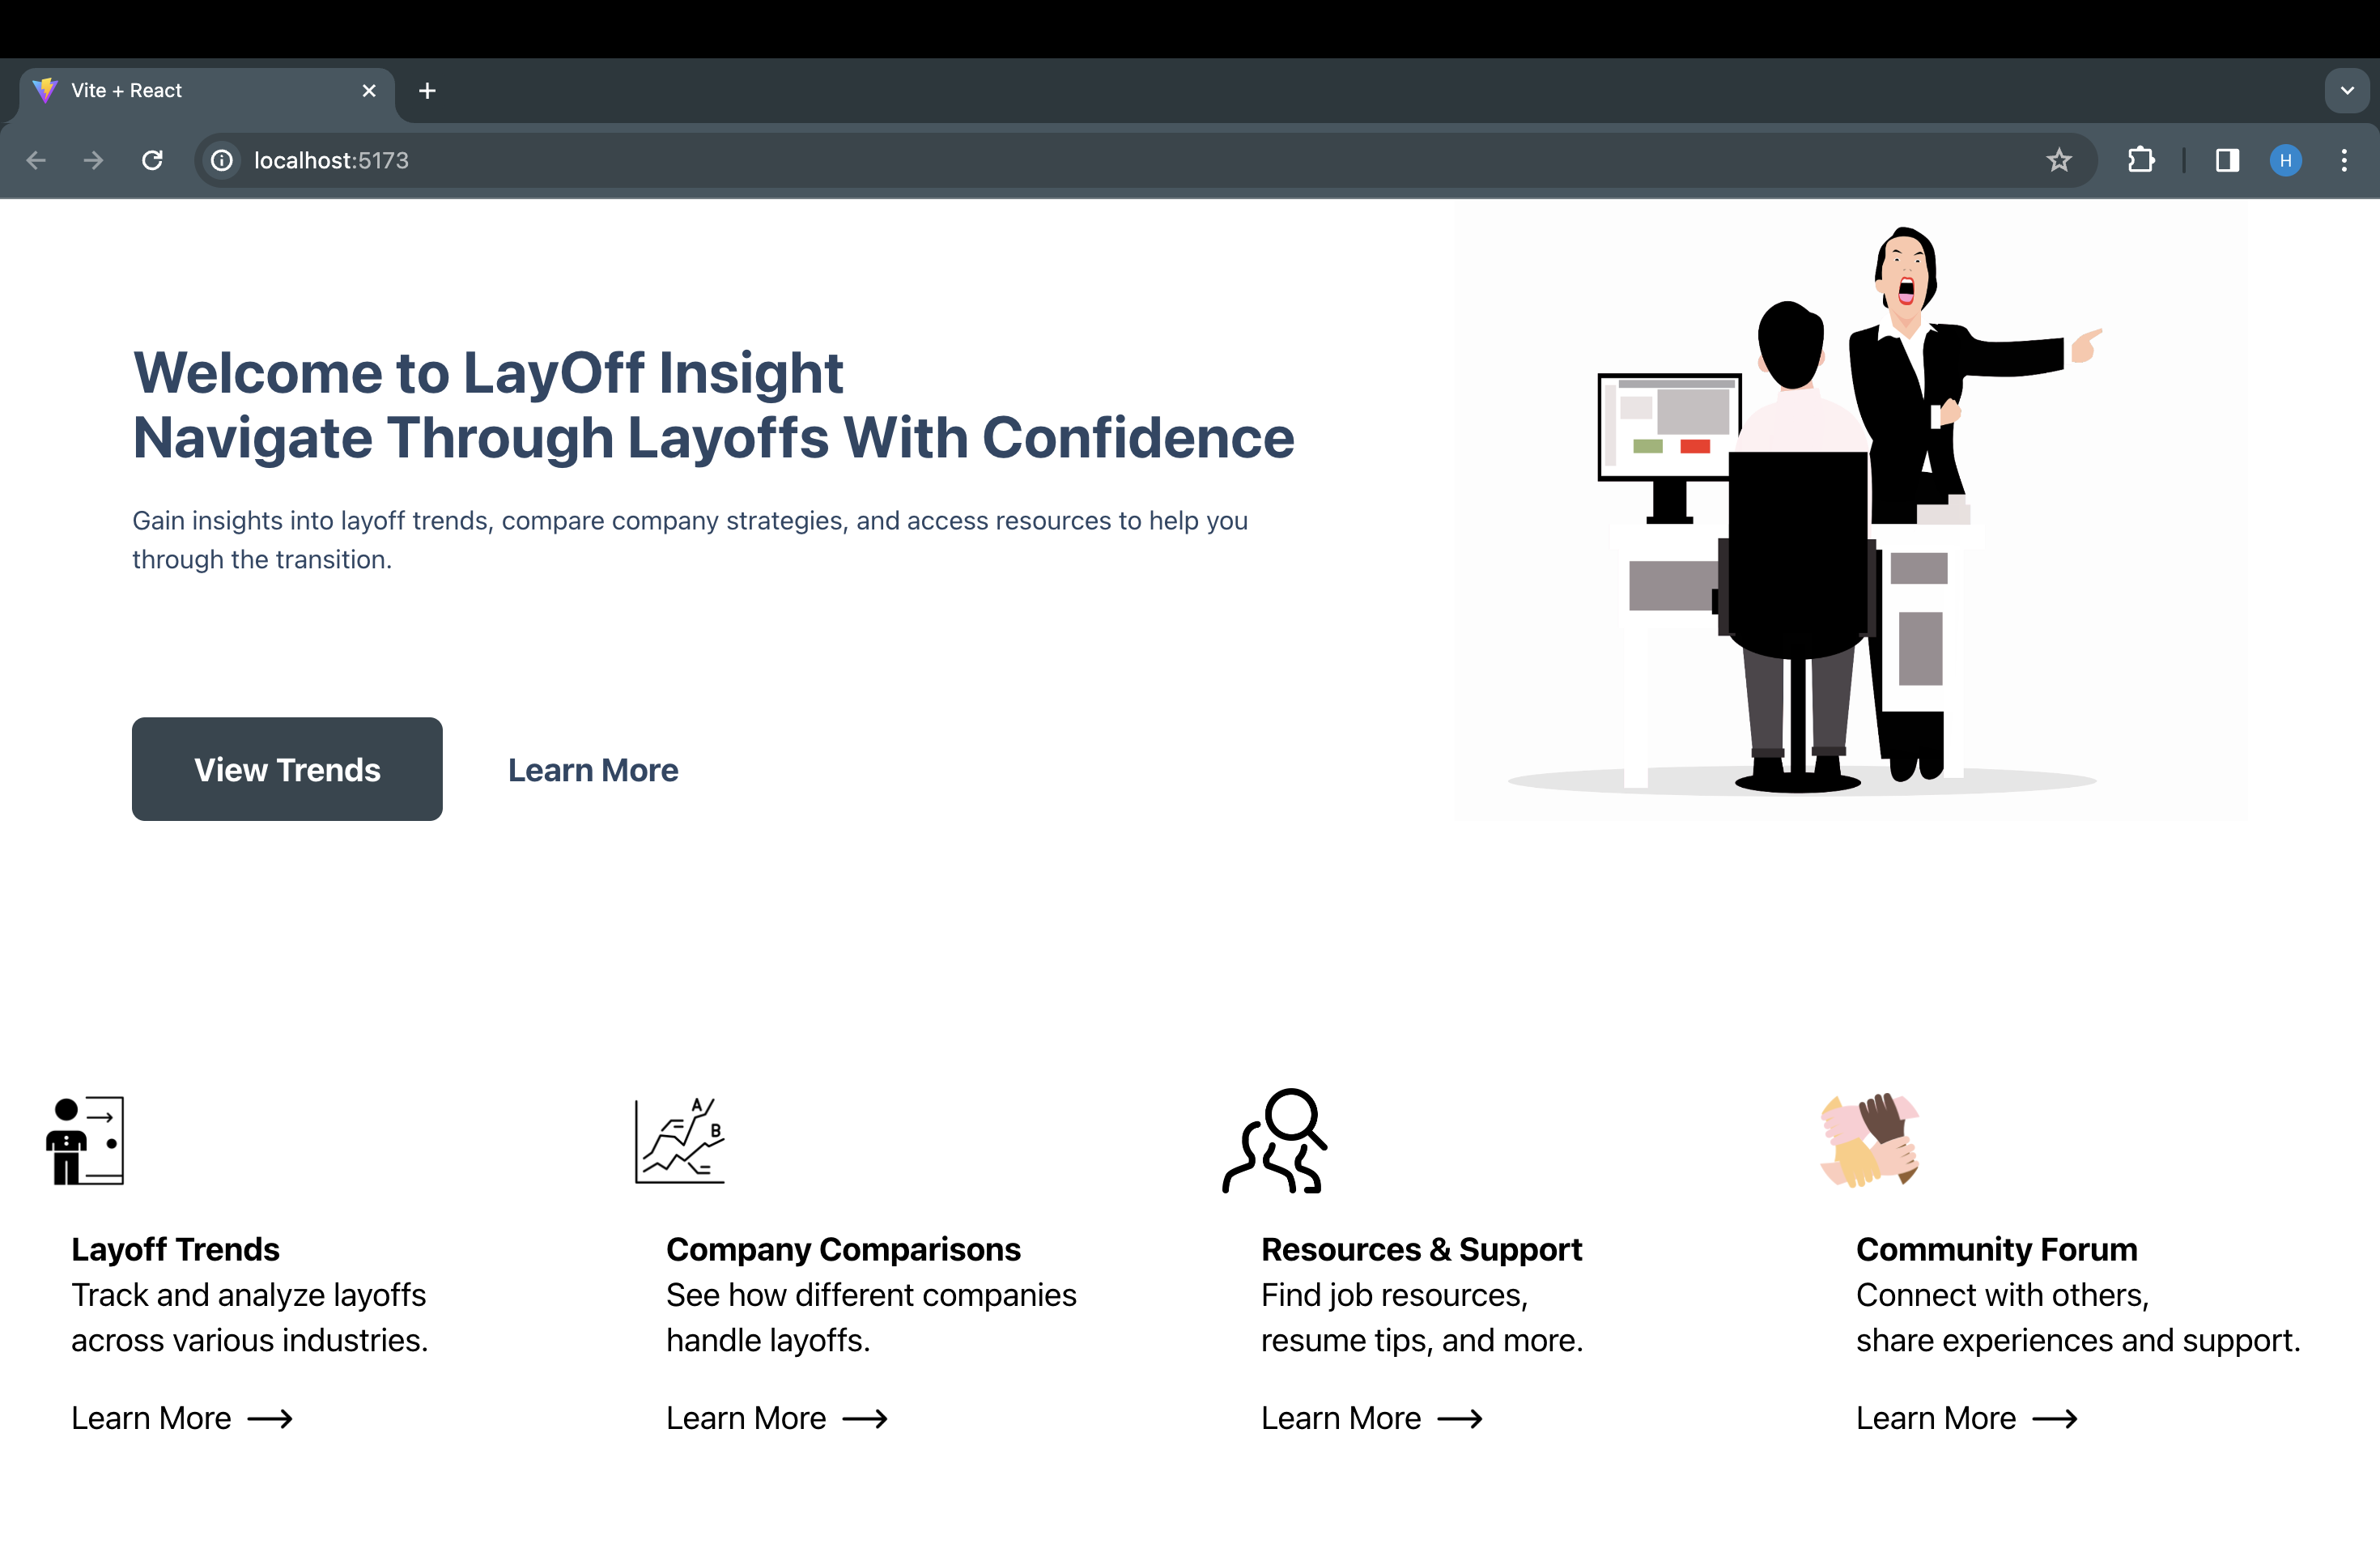 Vite + React
localhost:5173
H
Welcome to LayOff Insight
Navigate Through Layoffs With Confidence
Gain insights into layoff trends, compare company strategies, and access resources to help you
through the transition.
View Trends
Learn More
A
B
Layoff Trends
Track and analyze layoffs
across various industries.
Learn More
Company Comparisons
See how different companies
handle layoffs.
Learn More
Resources & Support
Find job resources,
resume tips, and more.
Learn More
Community Forum
Connect with others,
share experiences and support.
Learn More